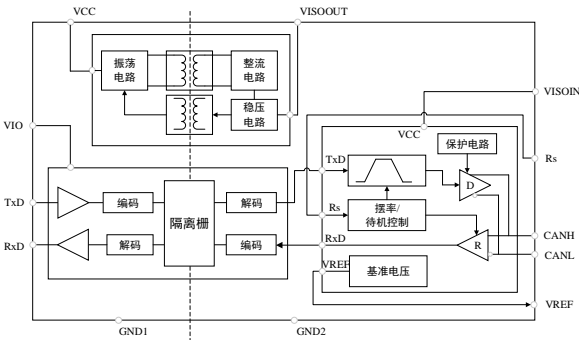 VCC
VISOOUT
振荡
电路
整流
电路
稳压
电路
VISOIN
VIO
VCC
保护电路
TxD
Rs
D
TxD
编码
隔离栅
解码
Rs
摆率/
待机控制
RxD
解码
编码
RxD
R
CANH
CANL
VREF
基准电压
VREF
GND1
GND2